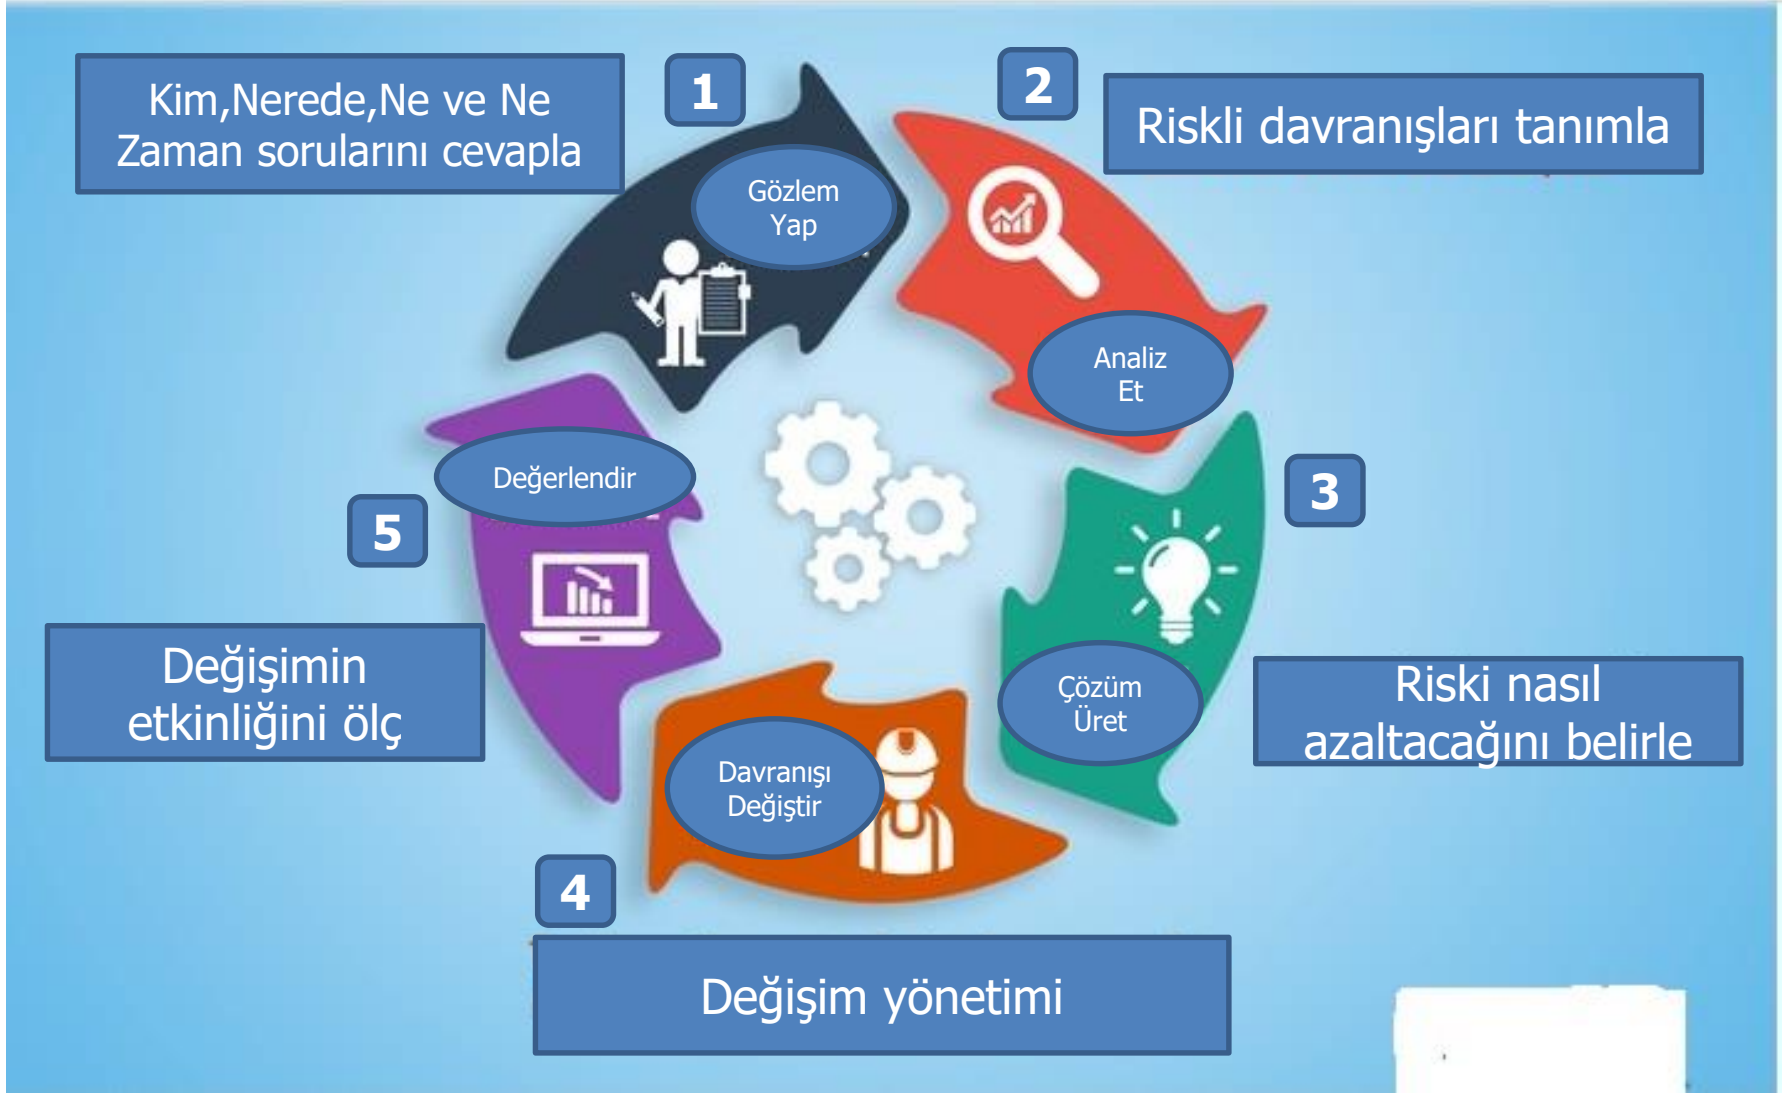 1
Kim,Nerede,Ne ve Ne
Zaman sorularını cevapla
Gözlem
Yap
2
Riskli davranışları tanımla
Analiz
Et
3
Çözüm
Üret
Riski nasıl
azaltacağını belirle
4
Davranışı
Değiştir
Değişim yönetimi
5
Değerlendir
Değişimin
etkinliğini ölç